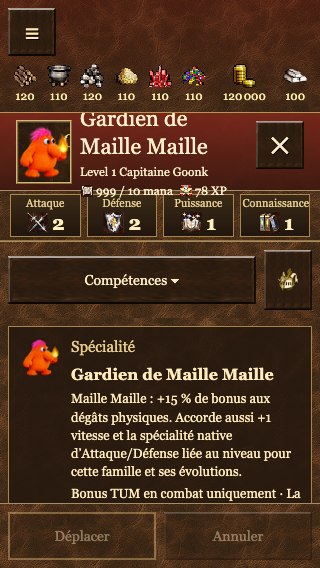 120 110 120 110 110 110 120 000 100
Gardien de
Maille Maille
Level 1 Capitaine Goonk
999 / 10 mana 78 XP
Attaque Défense Puissance Connaissance
2 2 1 1
Compétences
Spécialité
Gardien de Maille Maille
Maille Maille : +15 % de bonus aux
dégâts physiques. Accorde aussi +1
vitesse et la spécialité native
d'Attaque/Défense liée au niveau pour
cette famille et ses évolutions.
Bonus TUM en combat uniquement · La
Déplacer Annuler